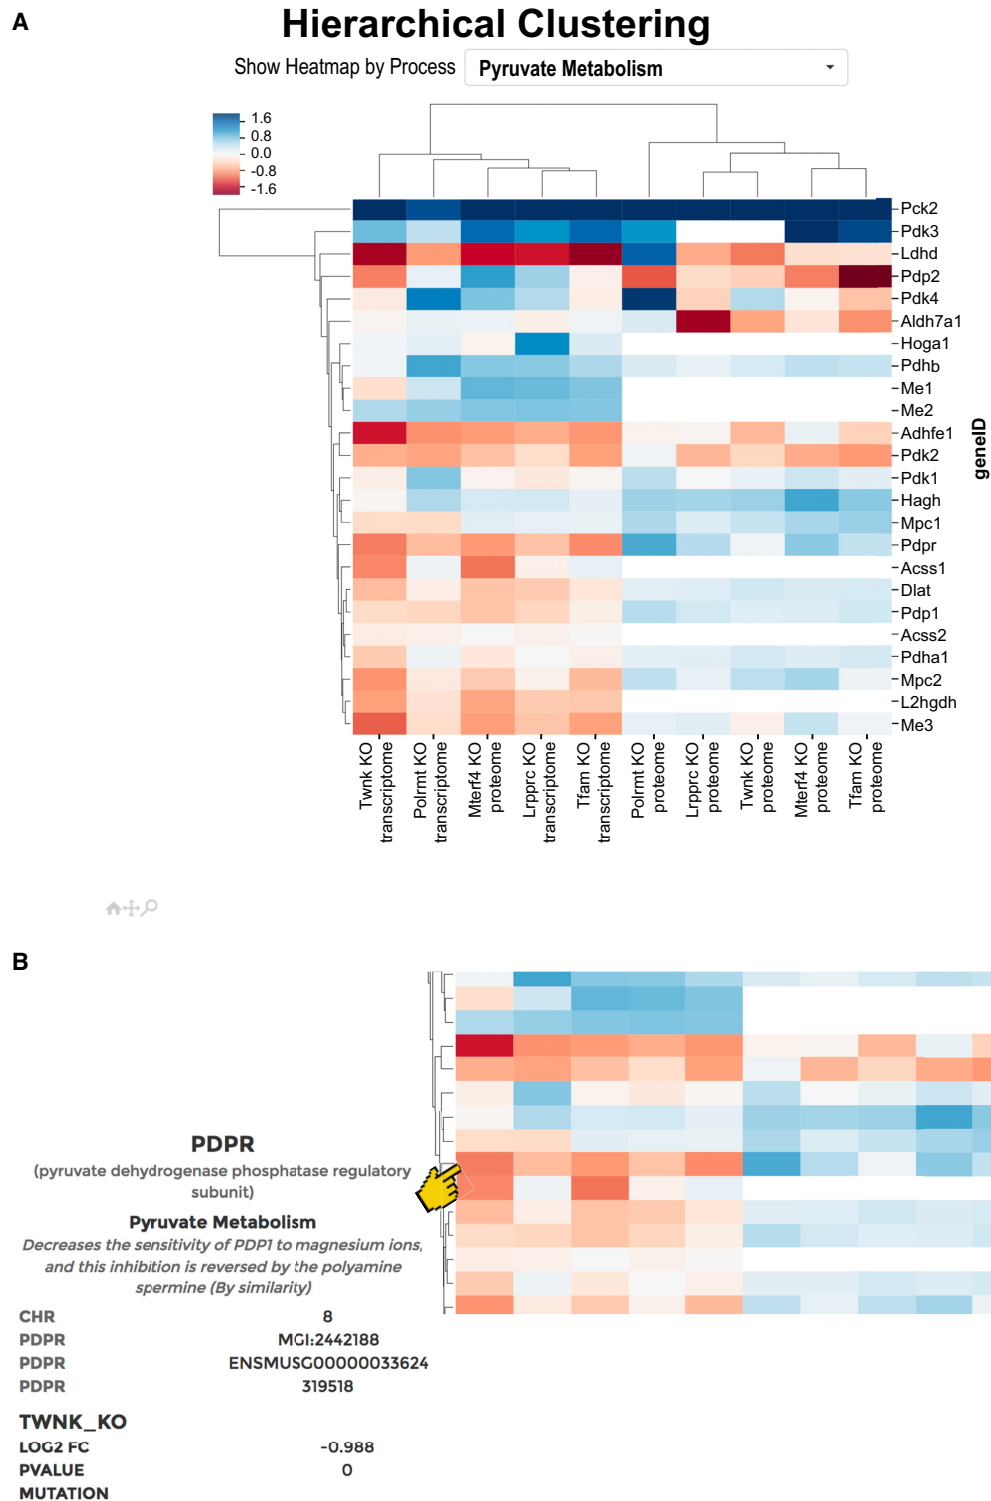 A
Hierarchical Clustering
Show Heatmap by Process
Pyruvate Metabolism
1.6
0.8
0.0
-0.8
-1.6
Pck2
Pdk3
Ldhd
Pdp2
Pdk4
Aldh7a1
Hoga1
Pdhb
Me1
Me2
Adhfe1
Pdk2
Pdk1
Hagh
Mpc1
Pdpr
Acss1
Dlat
Pdp1
Acss2
Pdha1
Mpc2
L2hgdh
Me3
geneID
Twnk KO
transcriptome
Polrmt KO
transcriptome
Mterf4 KO
proteome
Lrpprc KO
transcriptome
Tfam KO
transcriptome
Polrmt KO
proteome
Lrpprc KO
proteome
Twnk KO
proteome
Mterf4 KO
proteome
Tfam KO
proteome
B
PDPR
(pyruvate dehydrogenase phosphatase regulatory
subunit)
Pyruvate Metabolism
Decreases the sensitivity of PDP1 to magnesium ions,
and this inhibition is reversed by the polyamine
spermine (By similarity)
CHR 8
PDPR MGI:2442188
PDPR ENSMUSG00000033624
PDPR 319518
TWNK_KO
LOG2 FC -0.988
PVALUE 0
MUTATION